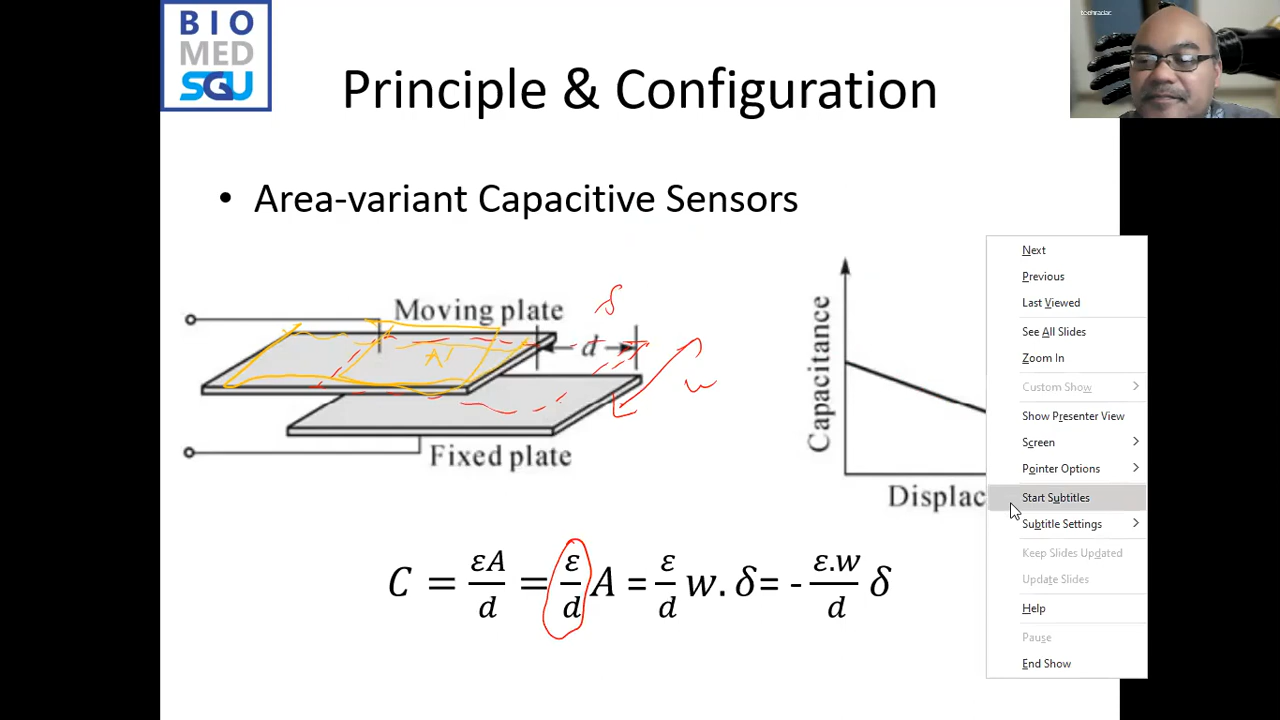 BIO
MED
SGU
techradar.
Principle & Configuration
• Area-variant Capacitive Sensors
Moving plate
δ
d
A'
w
Fixed plate
Capacitance
Displac
C = εA/d = ε/d A = ε/d w. δ= - ε.w/d δ
Next
Previous
Last Viewed
See All Slides
Zoom In
Custom Show
Show Presenter View
Screen
Pointer Options
Start Subtitles
Subtitle Settings
Keep Slides Updated
Update Slides
Help
Pause
End Show